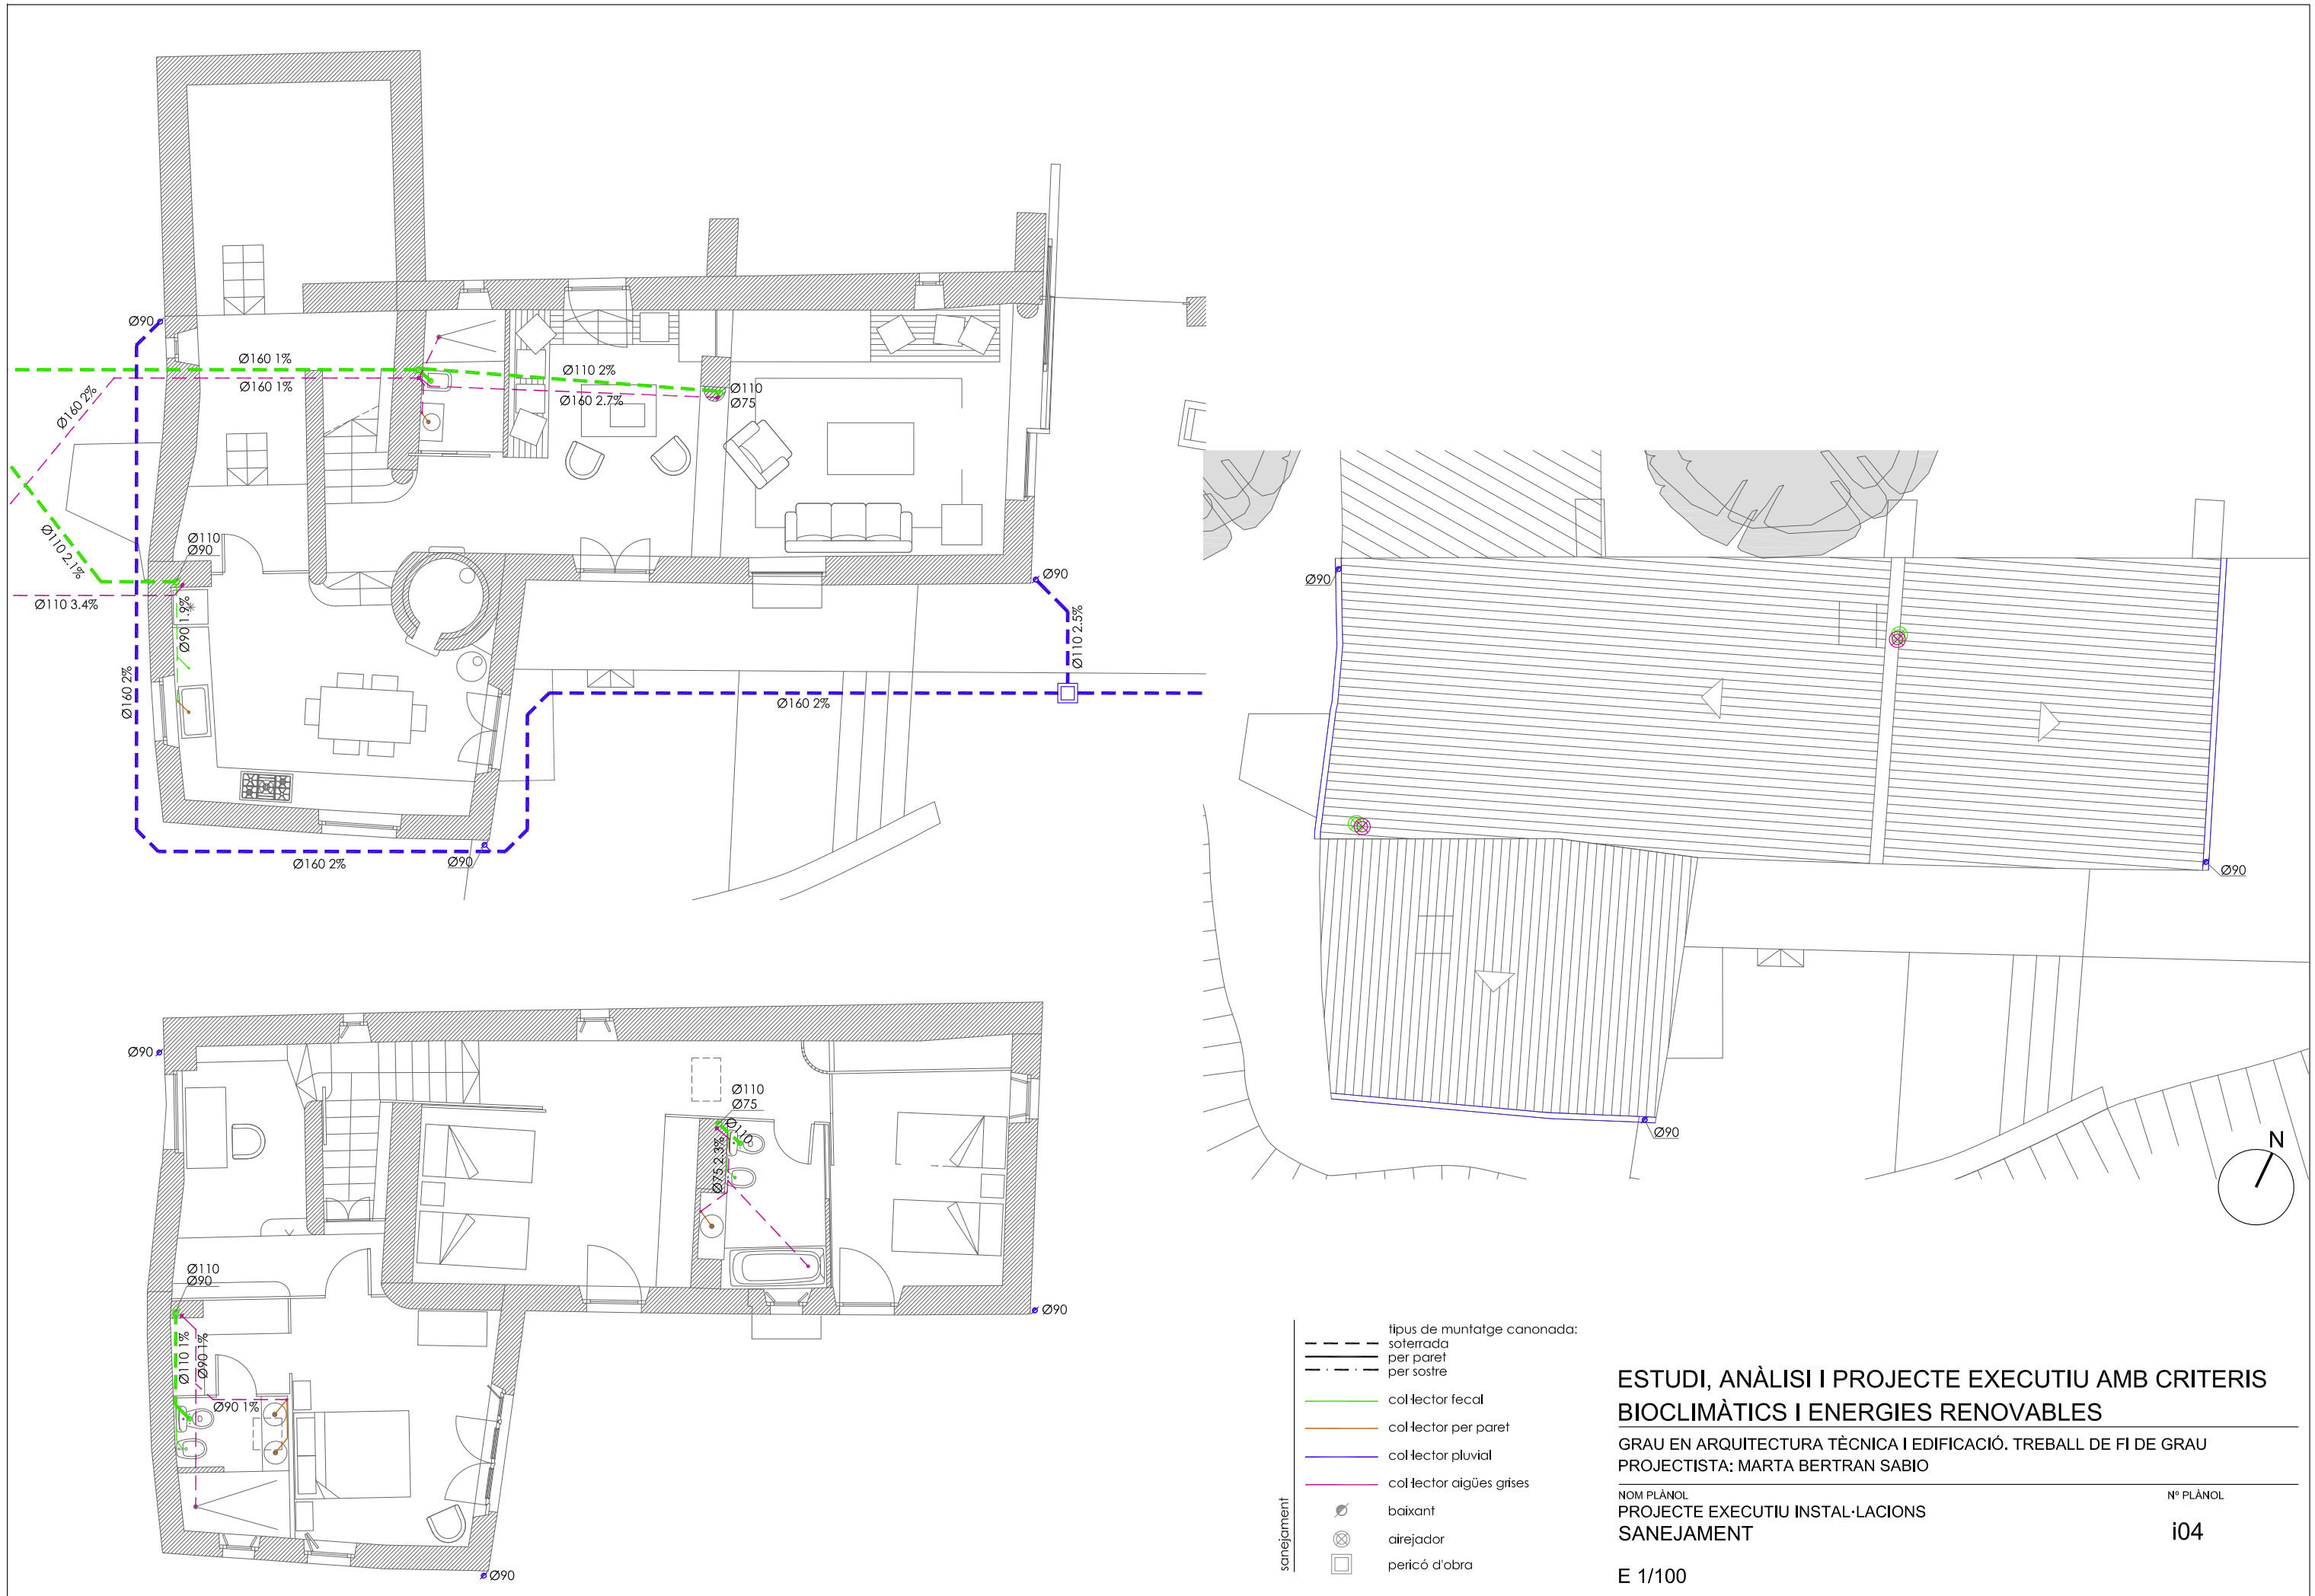 Ø90
Ø160 1%
Ø160 1%
Ø110 2%
Ø160 2.7%
Ø110
Ø75
Ø160 2%
Ø110 2.1%
Ø110
Ø90
Ø110 3.4%
Ø90 1.9%
Ø160 2%
Ø160 2%
Ø90
Ø90
Ø110 2.5%
Ø160 2%
Ø90
Ø90
Ø90
Ø90
Ø110
Ø75
Ø110
Ø75 2.3%
Ø110
Ø90
Ø110 1%
Ø90 1%
Ø90 1%
Ø90
Ø90
N
sanejament
tipus de muntatge canonada:
soterrada
per paret
per sostre
col·lector fecal
col·lector per paret
col·lector pluvial
col·lector aigües grises
baixant
airejador
pericó d'obra
ESTUDI, ANÀLISI I PROJECTE EXECUTIU AMB CRITERIS
BIOCLIMÀTICS I ENERGIES RENOVABLES
GRAU EN ARQUITECTURA TÈCNICA I EDIFICACIÓ. TREBALL DE FI DE GRAU
PROJECTISTA: MARTA BERTRAN SABIO
NOM PLÀNOL
Nº PLÀNOL
PROJECTE EXECUTIU INSTAL·LACIONS
SANEJAMENT
i04
E 1/100